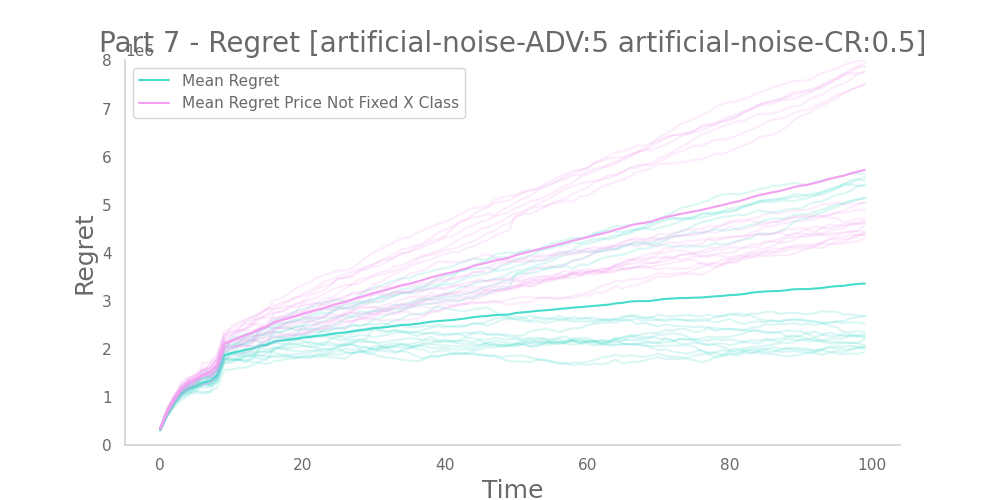 Part 7 - Regret [artificial-noise-ADV:5 artificial-noise-CR:0.5]
1e6
Mean Regret
Mean Regret Price Not Fixed X Class
8
7
6
5
4
3
2
1
0
Regret
0 20 40 60 80 100
Time